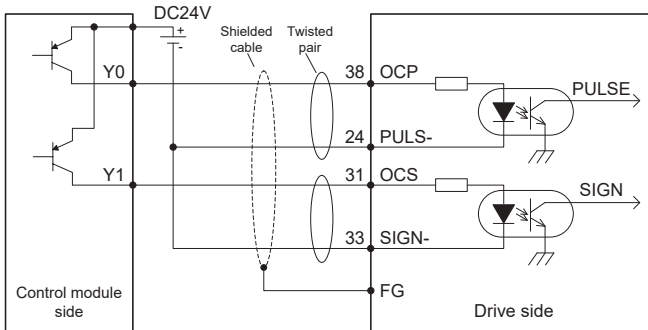 DC24V
+
-
Shielded
cable
Twisted
pair
Y0
38
OCP
PULSE
24
PULS-
Y1
31
OCS
SIGN
33
SIGN-
FG
Control module
side
Drive side